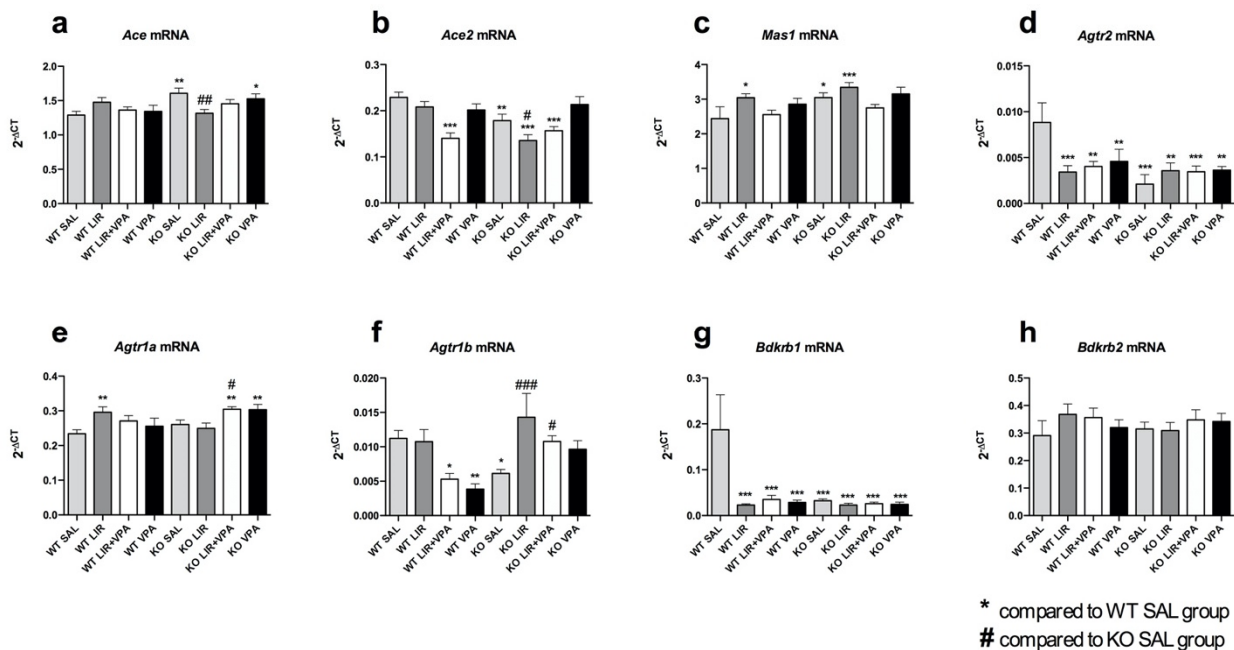 a
Ace mRNA
2-ΔCT
2.0
1.5
1.0
0.5
0.0
**
##
*
WT SAL
WT LIR
WT LIR+VPA
WT VPA
KO SAL
KO LIR
KO LIR+VPA
KO VPA
b
Ace2 mRNA
2-ΔCT
0.3
0.2
0.1
0.0
***
**
#
***
***
WT SAL
WT LIR
WT LIR+VPA
WT VPA
KO SAL
KO LIR
KO LIR+VPA
KO VPA
c
Mas1 mRNA
2-ΔCT
4
3
2
1
0
*
*
***
WT SAL
WT LIR
WT LIR+VPA
WT VPA
KO SAL
KO LIR
KO LIR+VPA
KO VPA
d
Agtr2 mRNA
2-ΔCT
0.015
0.010
0.005
0.000
***
**
**
***
**
***
**
WT SAL
WT LIR
WT LIR+VPA
WT VPA
KO SAL
KO LIR
KO LIR+VPA
KO VPA
e
Agtr1a mRNA
2-ΔCT
0.4
0.3
0.2
0.1
0.0
**
#
**
**
WT SAL
WT LIR
WT LIR+VPA
WT VPA
KO SAL
KO LIR
KO LIR+VPA
KO VPA
f
Agtr1b mRNA
2-ΔCT
0.020
0.015
0.010
0.005
0.000
*
**
*
###
#
WT SAL
WT LIR
WT LIR+VPA
WT VPA
KO SAL
KO LIR
KO LIR+VPA
KO VPA
g
Bdkrb1 mRNA
2-ΔCT
0.3
0.2
0.1
0.0
***
***
***
***
***
***
***
WT SAL
WT LIR
WT LIR+VPA
WT VPA
KO SAL
KO LIR
KO LIR+VPA
KO VPA
h
Bdkrb2 mRNA
2-ΔCT
0.5
0.4
0.3
0.2
0.1
0.0
WT SAL
WT LIR
WT LIR+VPA
WT VPA
KO SAL
KO LIR
KO LIR+VPA
KO VPA
* compared to WT SAL group
# compared to KO SAL group